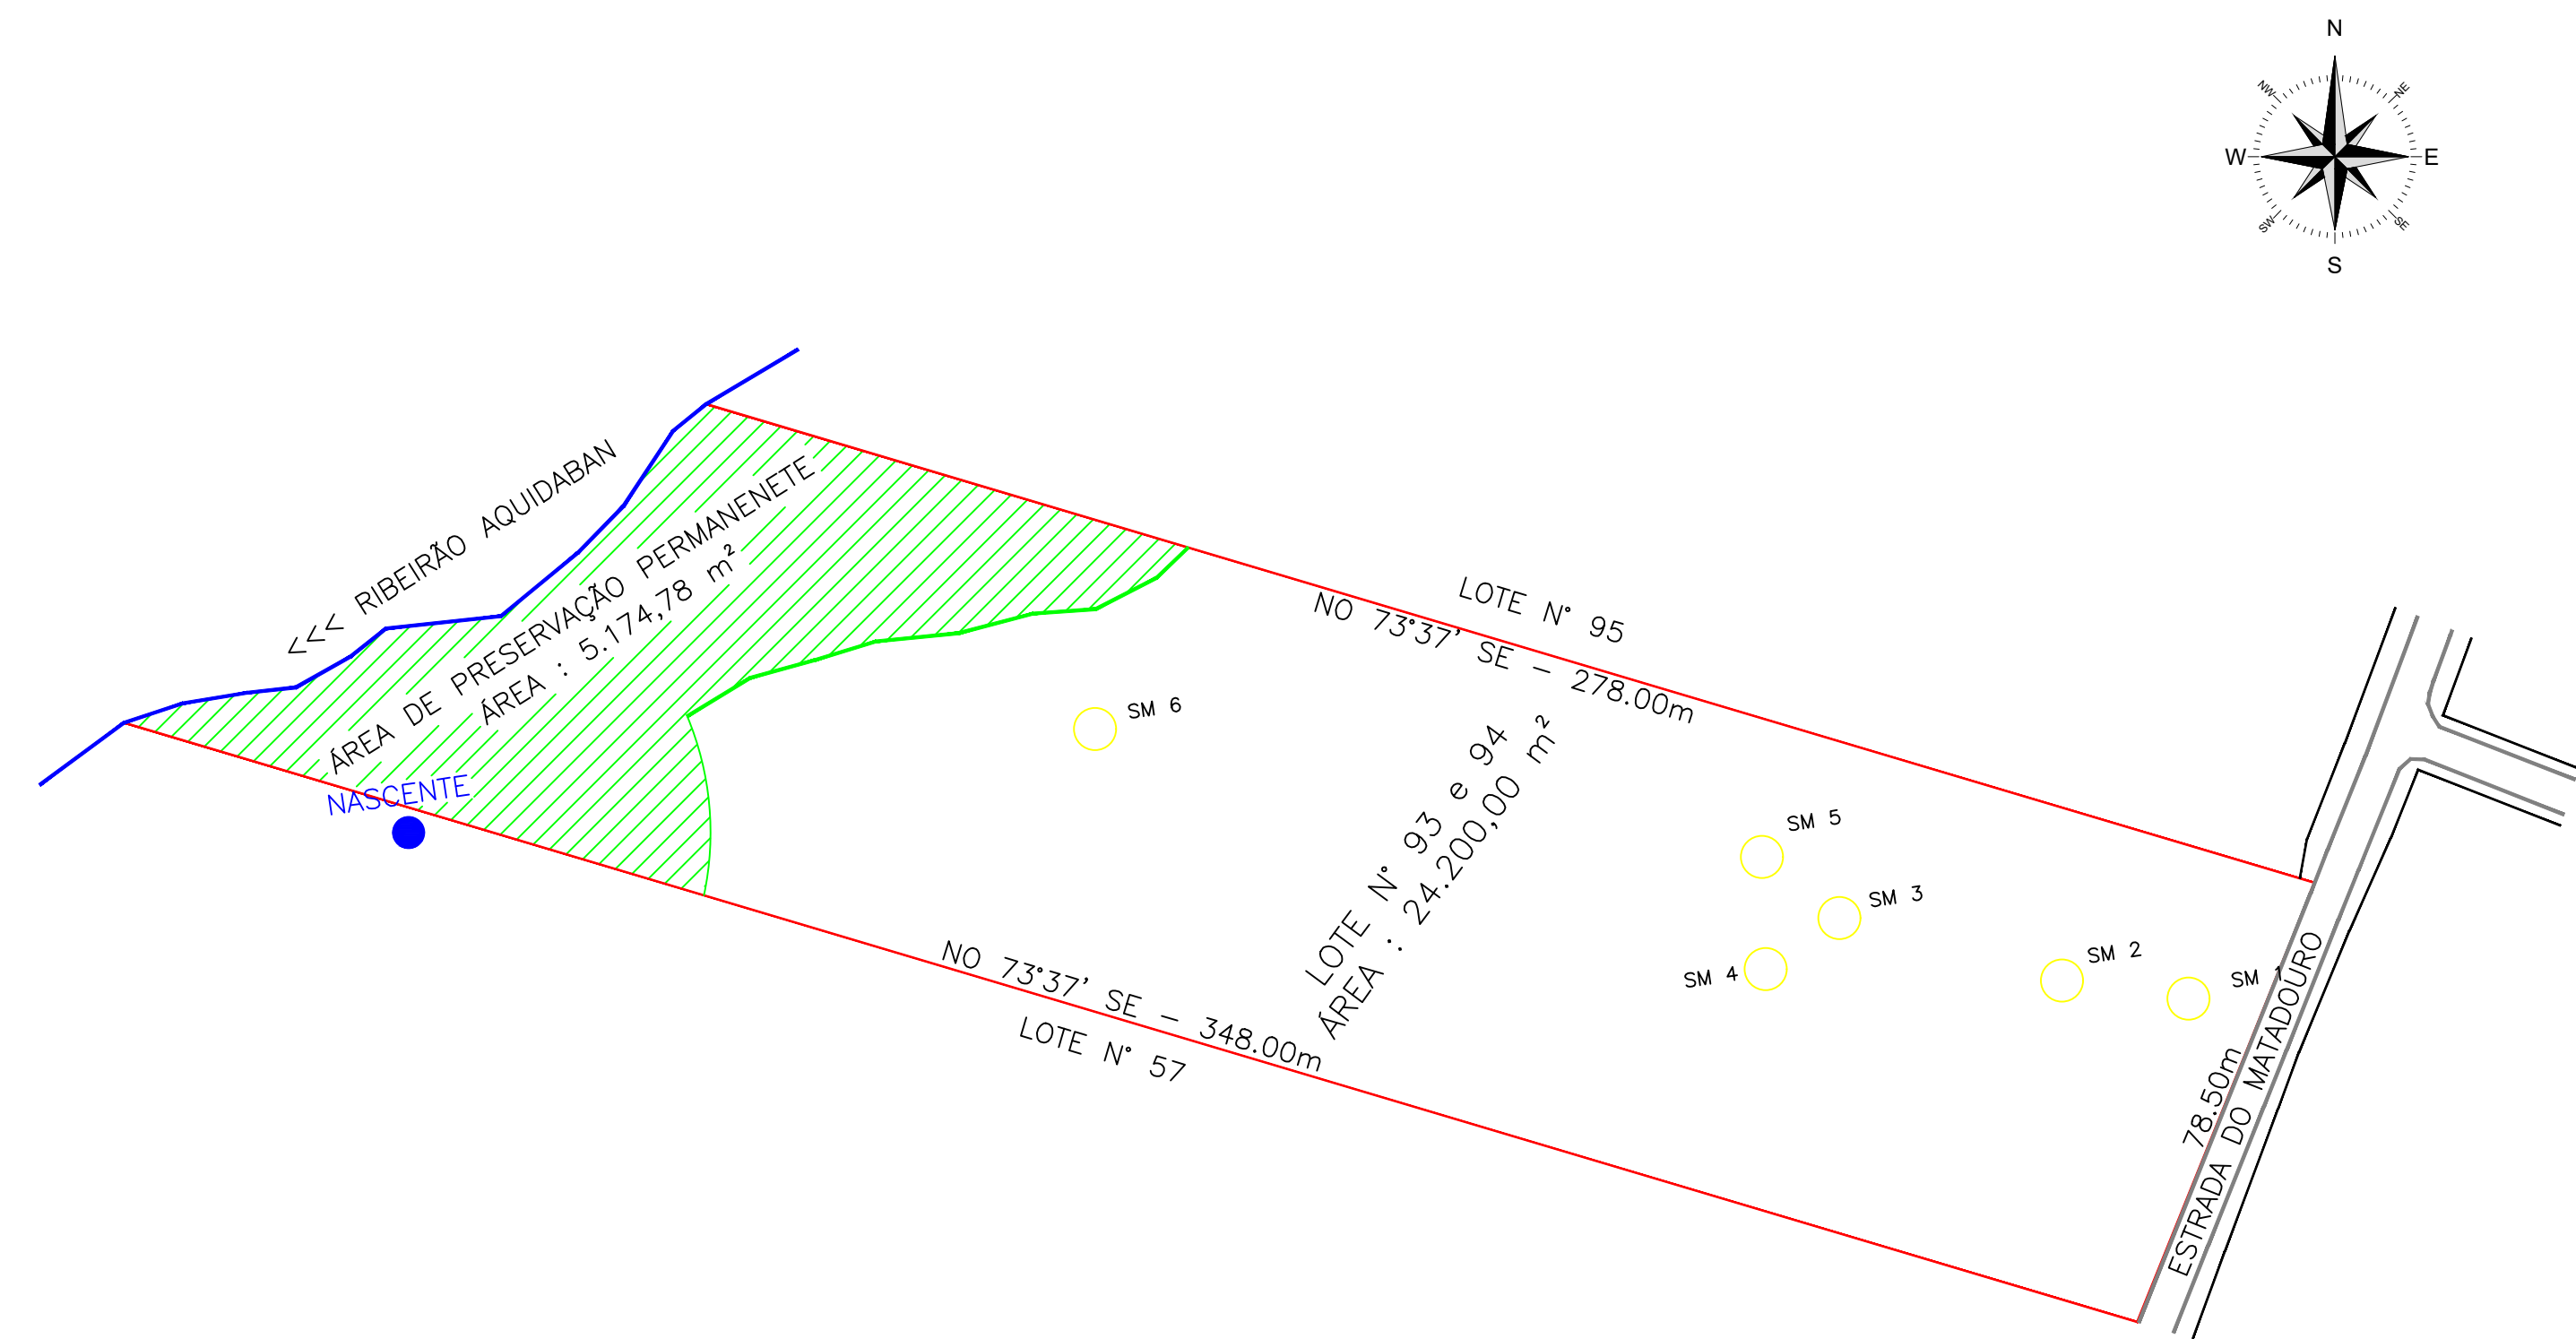 N
NW
NE
W
E
SW
SE
S
<<< RIBEIRÃO AQUIDABAN
ÁREA DE PRESERVAÇÃO PERMANENETE
ÁREA : 5.174,78 m²
NASCENTE
LOTE N° 95
NO 73°37' SE - 278.00m
SM 6
LOTE N° 93 e 94
ÁREA : 24.200,00 m²
SM 5
SM 3
SM 4
SM 2
SM 1
NO 73°37' SE - 348.00m
LOTE N° 57
78.50m
ESTRADA DO MATADOURO